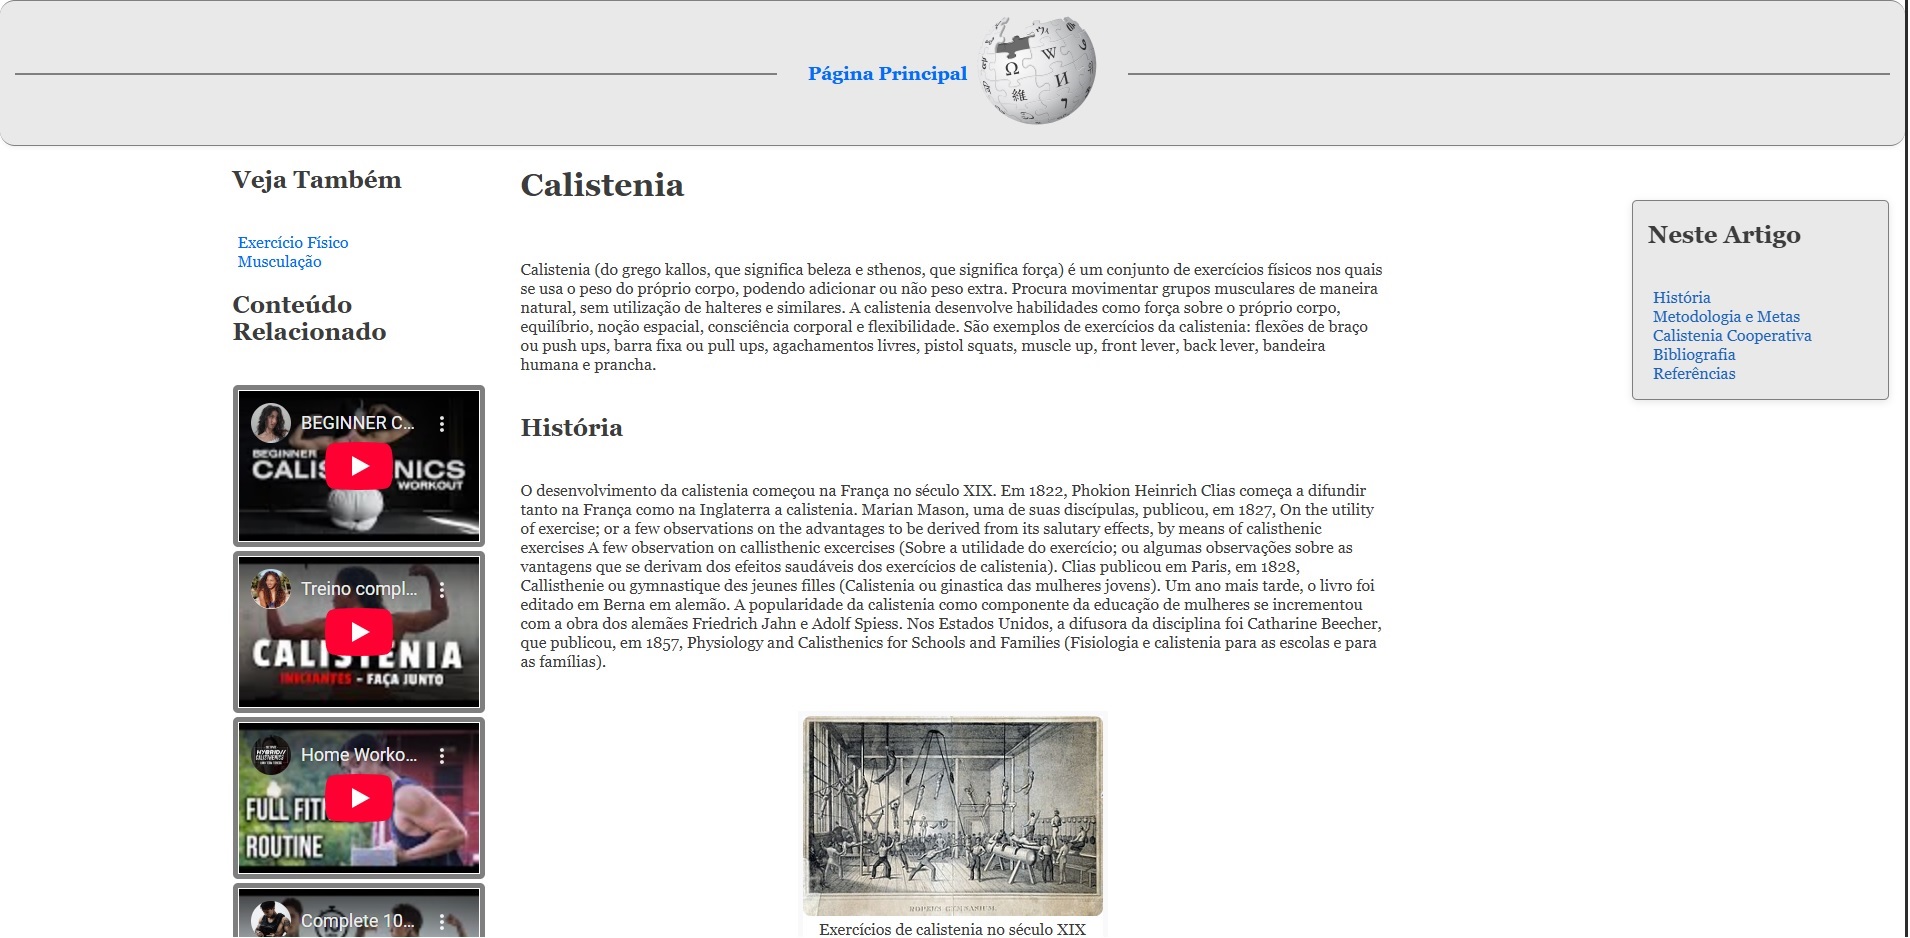 Página Principal
Ω W И 維 7
Veja Também
Exercício Físico
Musculação
Conteúdo
Relacionado
BEGINNER C...
BEGINNER
CALIS NICS
WORKOUT
Treino compl...
CALISTENIA
INICIANTES - FAÇA JUNTO
Home Worko...
HYBRID//
CALISTHENICS
FULL FIT
ROUTINE
Complete 10...
Calistenia
Calistenia (do grego kallos, que significa beleza e sthenos, que significa força) é um conjunto de exercícios físicos nos quais
se usa o peso do próprio corpo, podendo adicionar ou não peso extra. Procura movimentar grupos musculares de maneira
natural, sem utilização de halteres e similares. A calistenia desenvolve habilidades como força sobre o próprio corpo,
equilíbrio, noção espacial, consciência corporal e flexibilidade. São exemplos de exercícios da calistenia: flexões de braço
ou push ups, barra fixa ou pull ups, agachamentos livres, pistol squats, muscle up, front lever, back lever, bandeira
humana e prancha.
História
O desenvolvimento da calistenia começou na França no século XIX. Em 1822, Phokion Heinrich Clias começa a difundir
tanto na França como na Inglaterra a calistenia. Marian Mason, uma de suas discípulas, publicou, em 1827, On the utility
of exercise; or a few observations on the advantages to be derived from its salutary effects, by means of calisthenic
exercises A few observation on callisthenic excercises (Sobre a utilidade do exercício; ou algumas observações sobre as
vantagens que se derivam dos efeitos saudáveis dos exercícios de calistenia). Clias publicou em Paris, em 1828,
Callisthenie ou gymnastique des jeunes filles (Calistenia ou ginastica das mulheres jovens). Um ano mais tarde, o livro foi
editado em Berna em alemão. A popularidade da calistenia como componente da educação de mulheres se incrementou
com a obra dos alemães Friedrich Jahn e Adolf Spiess. Nos Estados Unidos, a difusora da disciplina foi Catharine Beecher,
que publicou, em 1857, Physiology and Calisthenics for Schools and Families (Fisiologia e calistenia para as escolas e para
as famílias).
ROPER'S GYMNASIUM.
Exercícios de calistenia no século XIX
Neste Artigo
História
Metodologia e Metas
Calistenia Cooperativa
Bibliografia
Referências